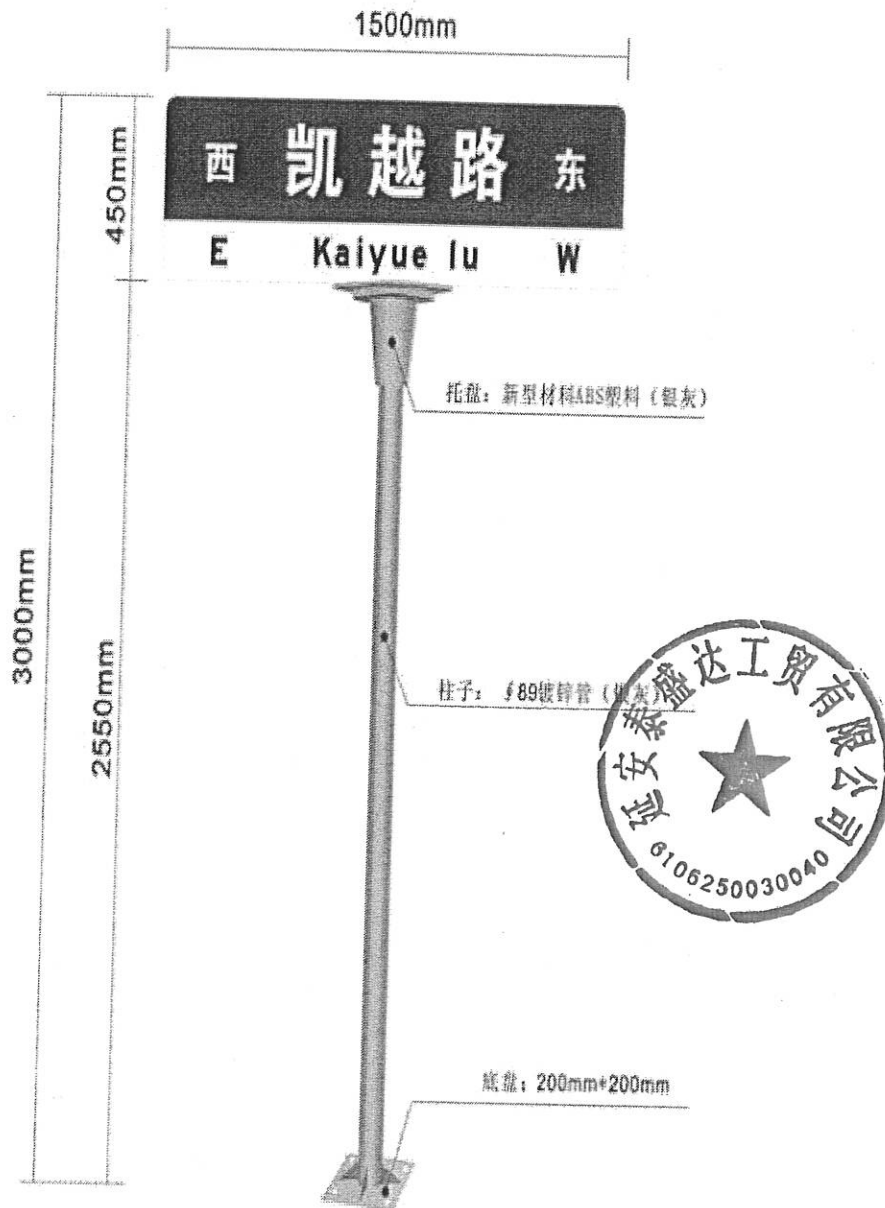 1500mm
450mm
西 凯越路 东
E Kaiyue lu W
托盘：新型材料ABS塑料（银灰）
3000mm
2550mm
柱子： ∮89镀锌管（银灰）
延安泰盛达工贸有限公司
6106250030040
底盘：200mm*200mm